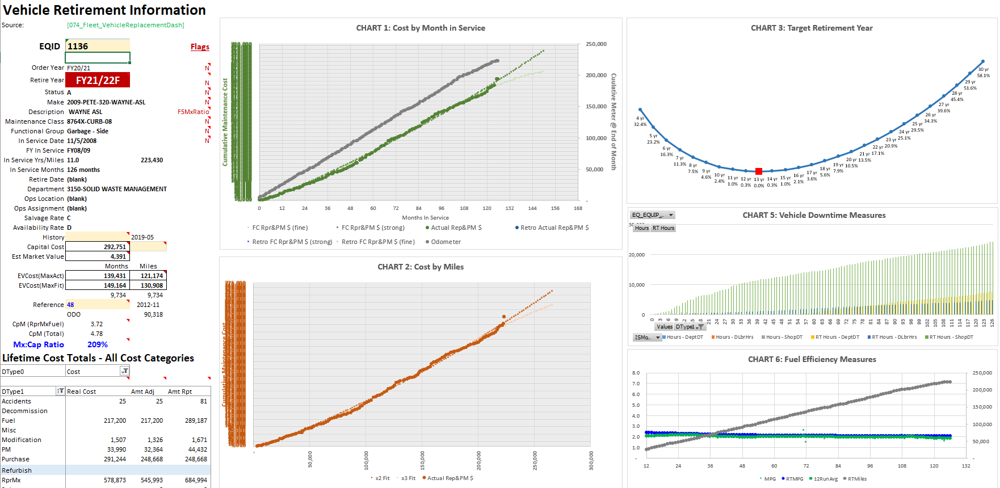 Vehicle Retirement Information
Source: [074_Fleet_VehicleReplacementDash]
EQID 1136 Flags
Order Year FY20/21 N
Retire Year FY21/22F N
Status A N
Make 2009-PETE-320-WAYNE-ASL N
Description WAYNE ASL F5MxRatio
Maintenance Class 8764X-CURB-08 N
Functional Group Garbage - Side N
In Service Date 11/5/2008 N
FY In Service FY08/09
In Service Yrs/Miles 11.0 223,430
In Service Months 126 months
Retire Date (blank)
Department 3150-SOLID WASTE MANAGEMENT
Ops Location (blank)
Ops Assignment (blank)
Salvage Rate C
Availability Rate D
History 2019-05
Capital Cost 292,751
Est Market Value 4,391
Months Miles
EVCost(MaxAct) 139,431 121,174
EVCost(MaxFit) 149,164 130,908
9,734 9,734
Reference 48 2012-11
ODO 90,318
CpM (RprMxFuel) 3.72
CpM (Total) 4.78
Mx:Cap Ratio 209%
Lifetime Cost Totals - All Cost Categories
DType0 Cost
DType1 Real Cost Amt Adj Amt Rpt
Accidents 25 25 81
Decommission
Fuel 217,200 217,200 289,187
Misc
Modification 1,507 1,326 1,671
PM 33,990 32,364 44,432
Purchase 291,244 248,668 248,668
Refurbish
RprMx 578,873 545,993 684,994
CHART 1: Cost by Month in Service
Cumulative Maintenance Cost
250,000
200,000
150,000
100,000
50,000
-
Cuulative Meter @ End of Month
0 12 24 36 48 60 72 84 96 108 120 132 144 156 168
Months In Service
FC Rpr&PM $ (fine) FC Rpr&PM $ (strong) Actual Rep&PM $ Retro Actual Rep&PM $
Retro FC Rpr&PM $ (strong) Retro FC Rpr&PM $ (fine) Odometer
CHART 2: Cost by Miles
Cumulative Maintenance Cost
- 50,000 100,000 150,000 200,000 250,000 300,000
x2 Fit x3 Fit Actual Rep&PM $
CHART 3: Target Retirement Year
4 yr 32.4%
5 yr 23.2%
6 yr 16.3%
7 yr 11.3%
8 yr 7.5%
9 yr 4.6%
10 yr 2.4%
11 yr 1.0%
12 yr 0.3%
13 yr 0.0%
14 yr 0.3%
15 yr 1.0%
16 yr 2.1%
17 yr 3.6%
18 yr 5.6%
19 yr 7.9%
20 yr 10.5%
21 yr 13.5%
22 yr 17.1%
23 yr 20.9%
24 yr 25.1%
25 yr 29.5%
26 yr 34.3%
27 yr 39.6%
28 yr 45.4%
29 yr 51.6%
30 yr 58.1%
EQ_EQUIP_... CHART 5: Vehicle Downtime Measures
Hours RT Hours
20,000
10,000
0
0 3 6 9 12 15 18 21 24 27 30 33 36 39 42 45 48 51 54 57 60 63 66 69 72 75 78 81 84 87 90 93 96 99 102 105 108 111 114 117 120 123 126
Values DType1
ISMo... Hours - DeptDT Hours - DLbrHrs Hours - ShopDT RT Hours - DeptDT RT Hours - DLbrHrs RT Hours - ShopDT
CHART 6: Fuel Efficiency Measures
8.0 250,000
7.0 200,000
6.0
5.0 150,000
4.0
3.0 100,000
2.0 50,000
1.0
- -
12 24 36 48 60 72 84 96 108 120 132
MPG RTMPG 12RunAvg RTMiles